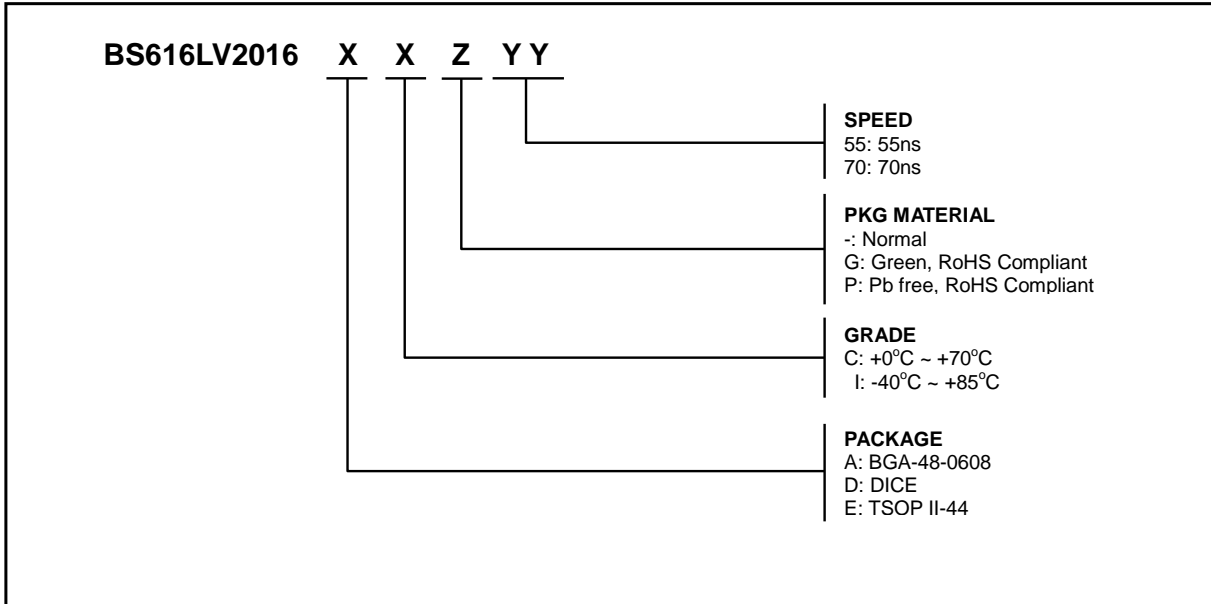 BS616LV2016 X X Z Y Y
SPEED
55: 55ns
70: 70ns
PKG MATERIAL
-: Normal
G: Green, RoHS Compliant
P: Pb free, RoHS Compliant
GRADE
C: +0°C ~ +70°C
I: -40°C ~ +85°C
PACKAGE
A: BGA-48-0608
D: DICE
E: TSOP II-44